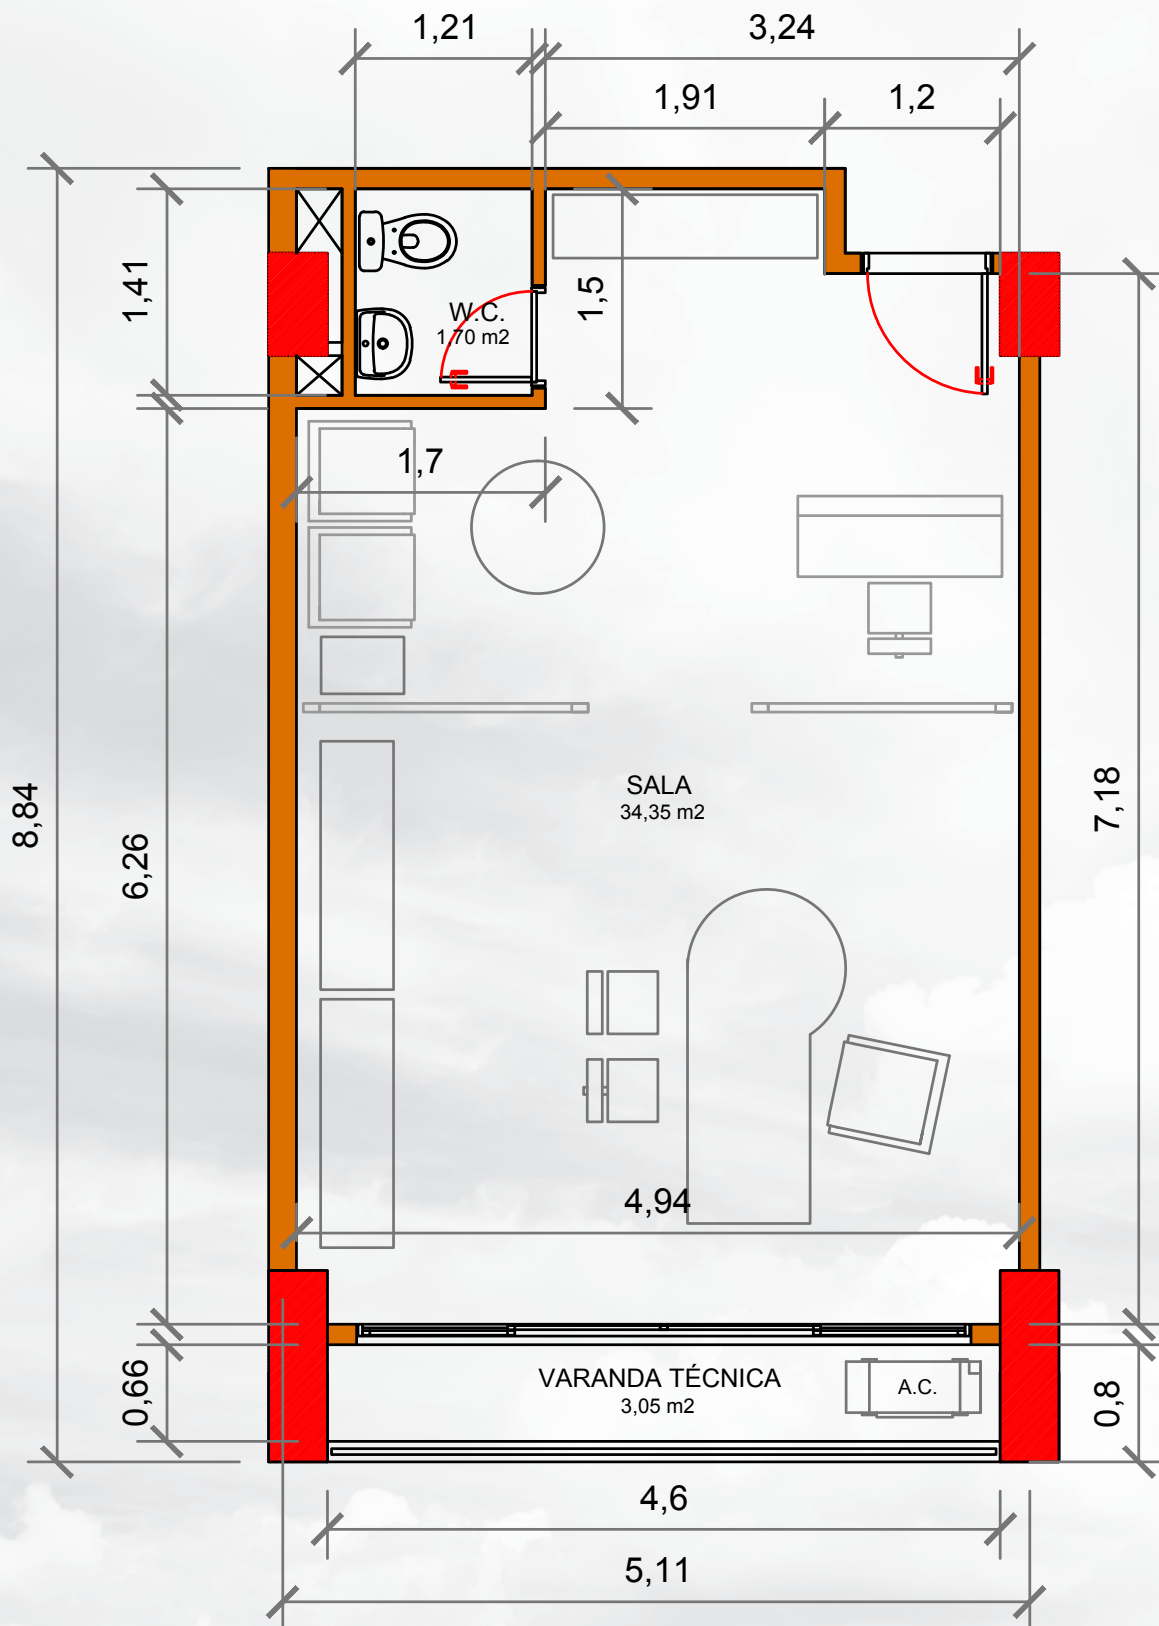 1,21
3,24
1,91
1,2
1,41
1,5
W.C.
1,70 m2
1,7
8,84
6,26
SALA
34,35 m2
7,18
4,94
0,66
VARANDA TÉCNICA
3,05 m2
A.C.
0,8
4,6
5,11